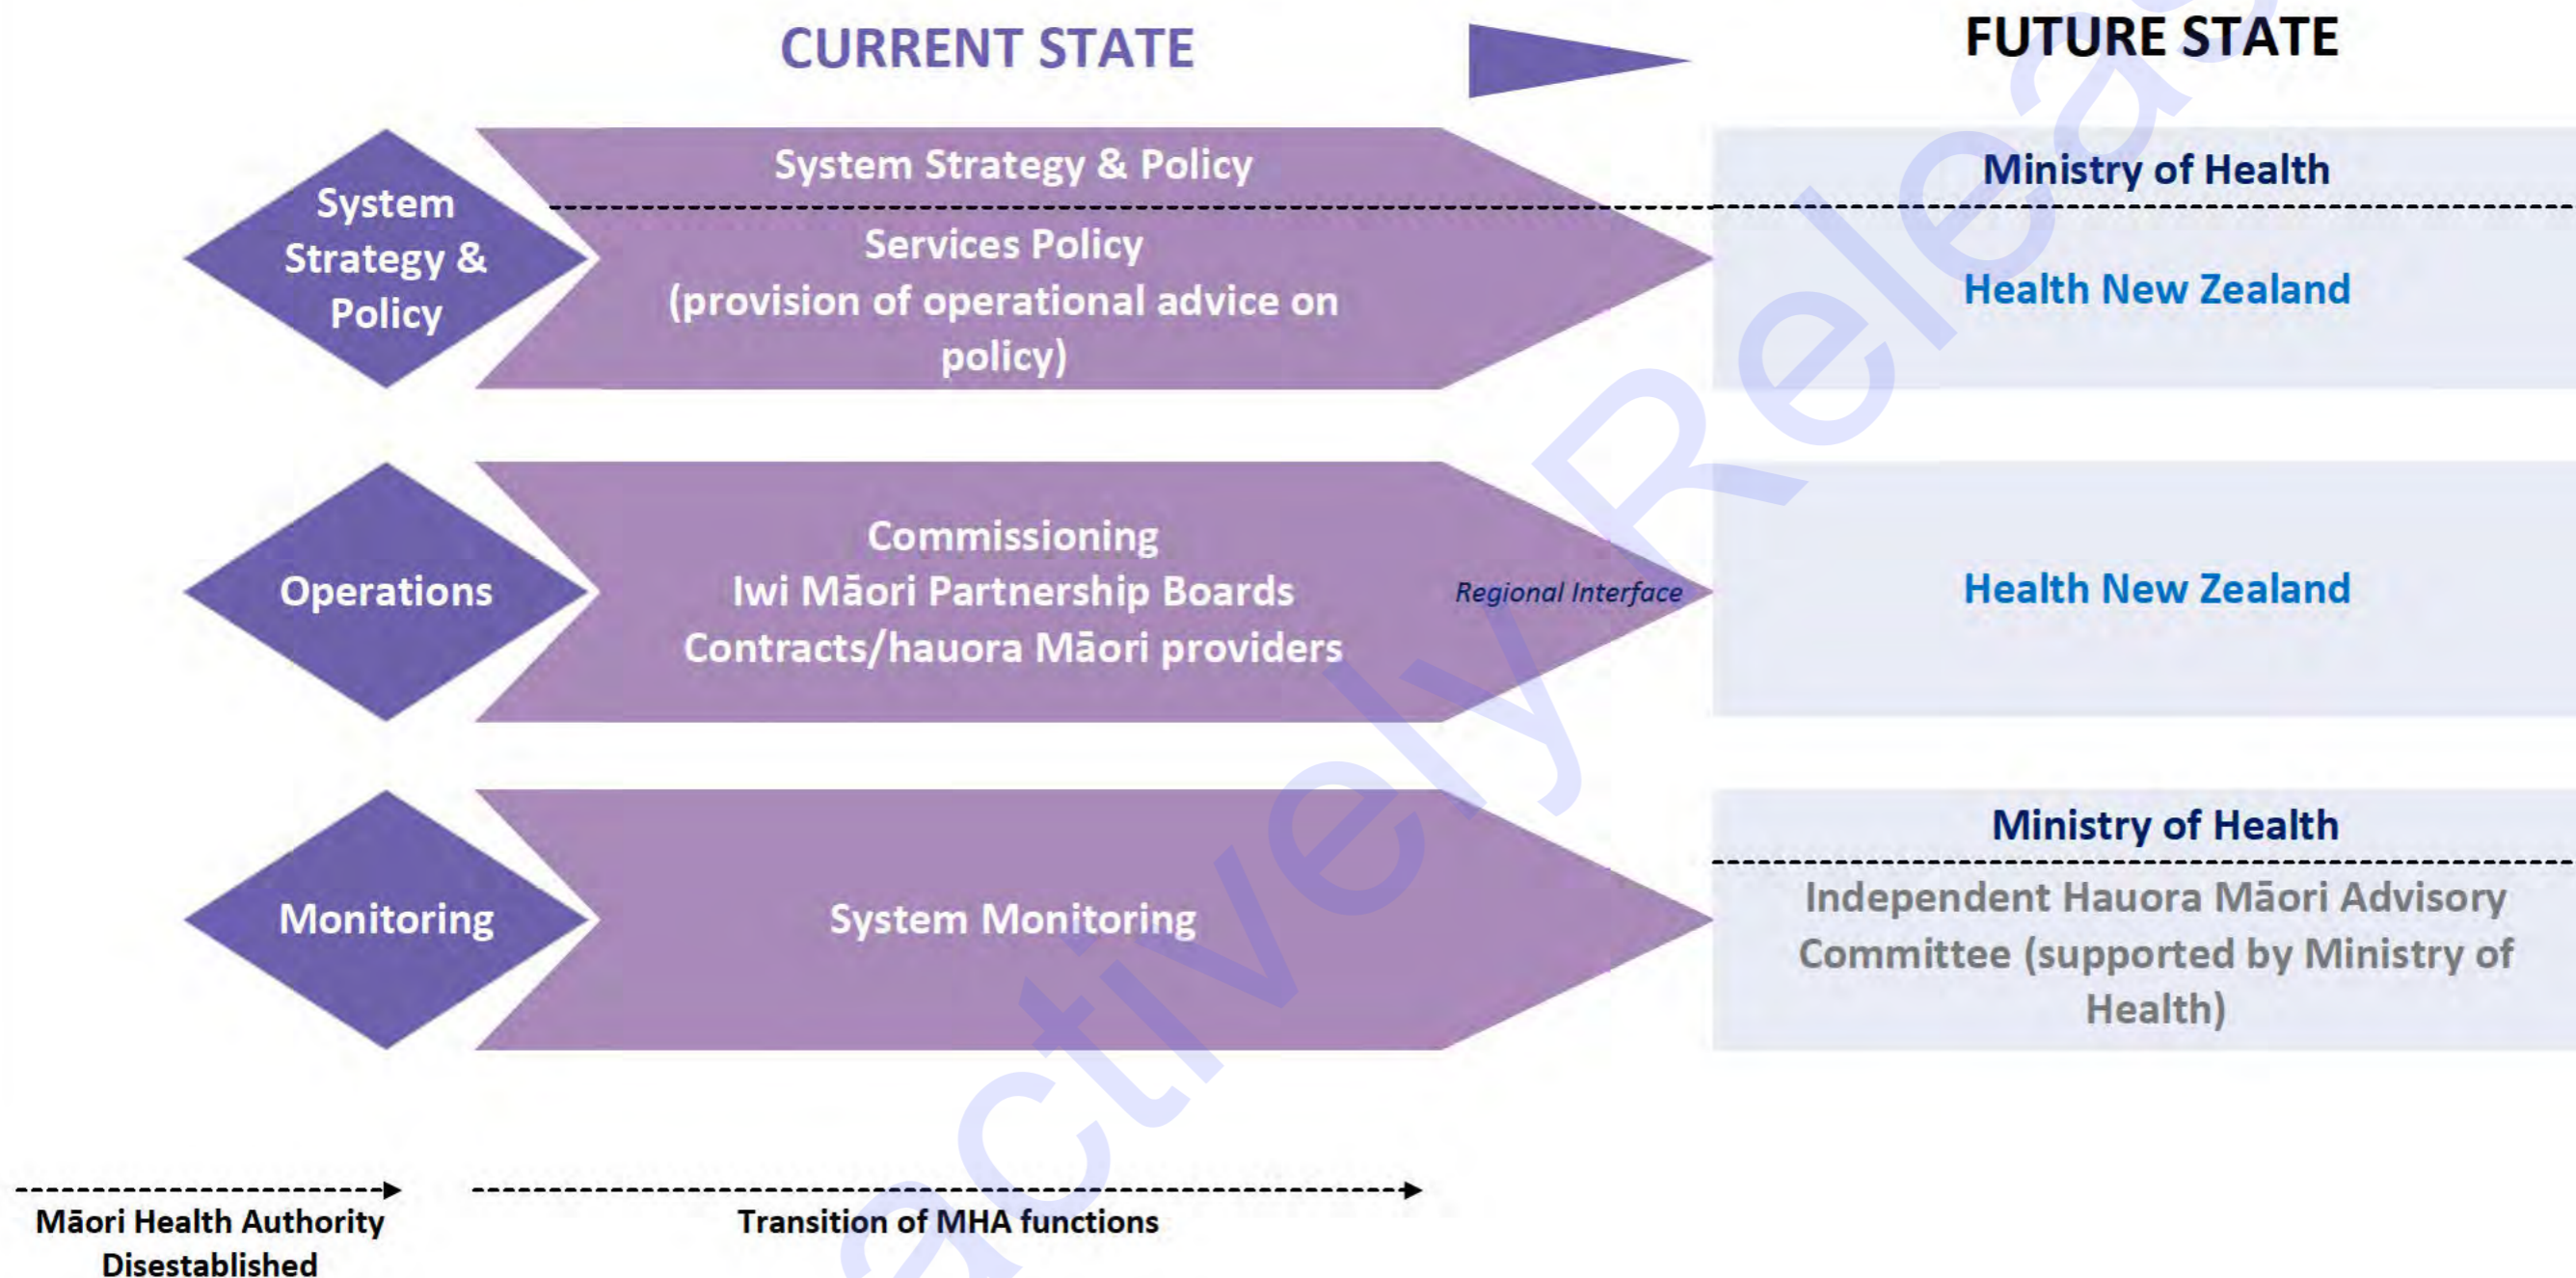 CURRENT STATE
FUTURE STATE
System
Strategy &
Policy
System Strategy & Policy
Services Policy
(provision of operational advice on
policy)
Ministry of Health
Health New Zealand
Operations
Commissioning
Iwi Māori Partnership Boards
Contracts/hauora Māori providers
Regional Interface
Health New Zealand
Monitoring
System Monitoring
Ministry of Health
Independent Hauora Māori Advisory
Committee (supported by Ministry of
Health)
Māori Health Authority
Disestablished
Transition of MHA functions
actively Releas